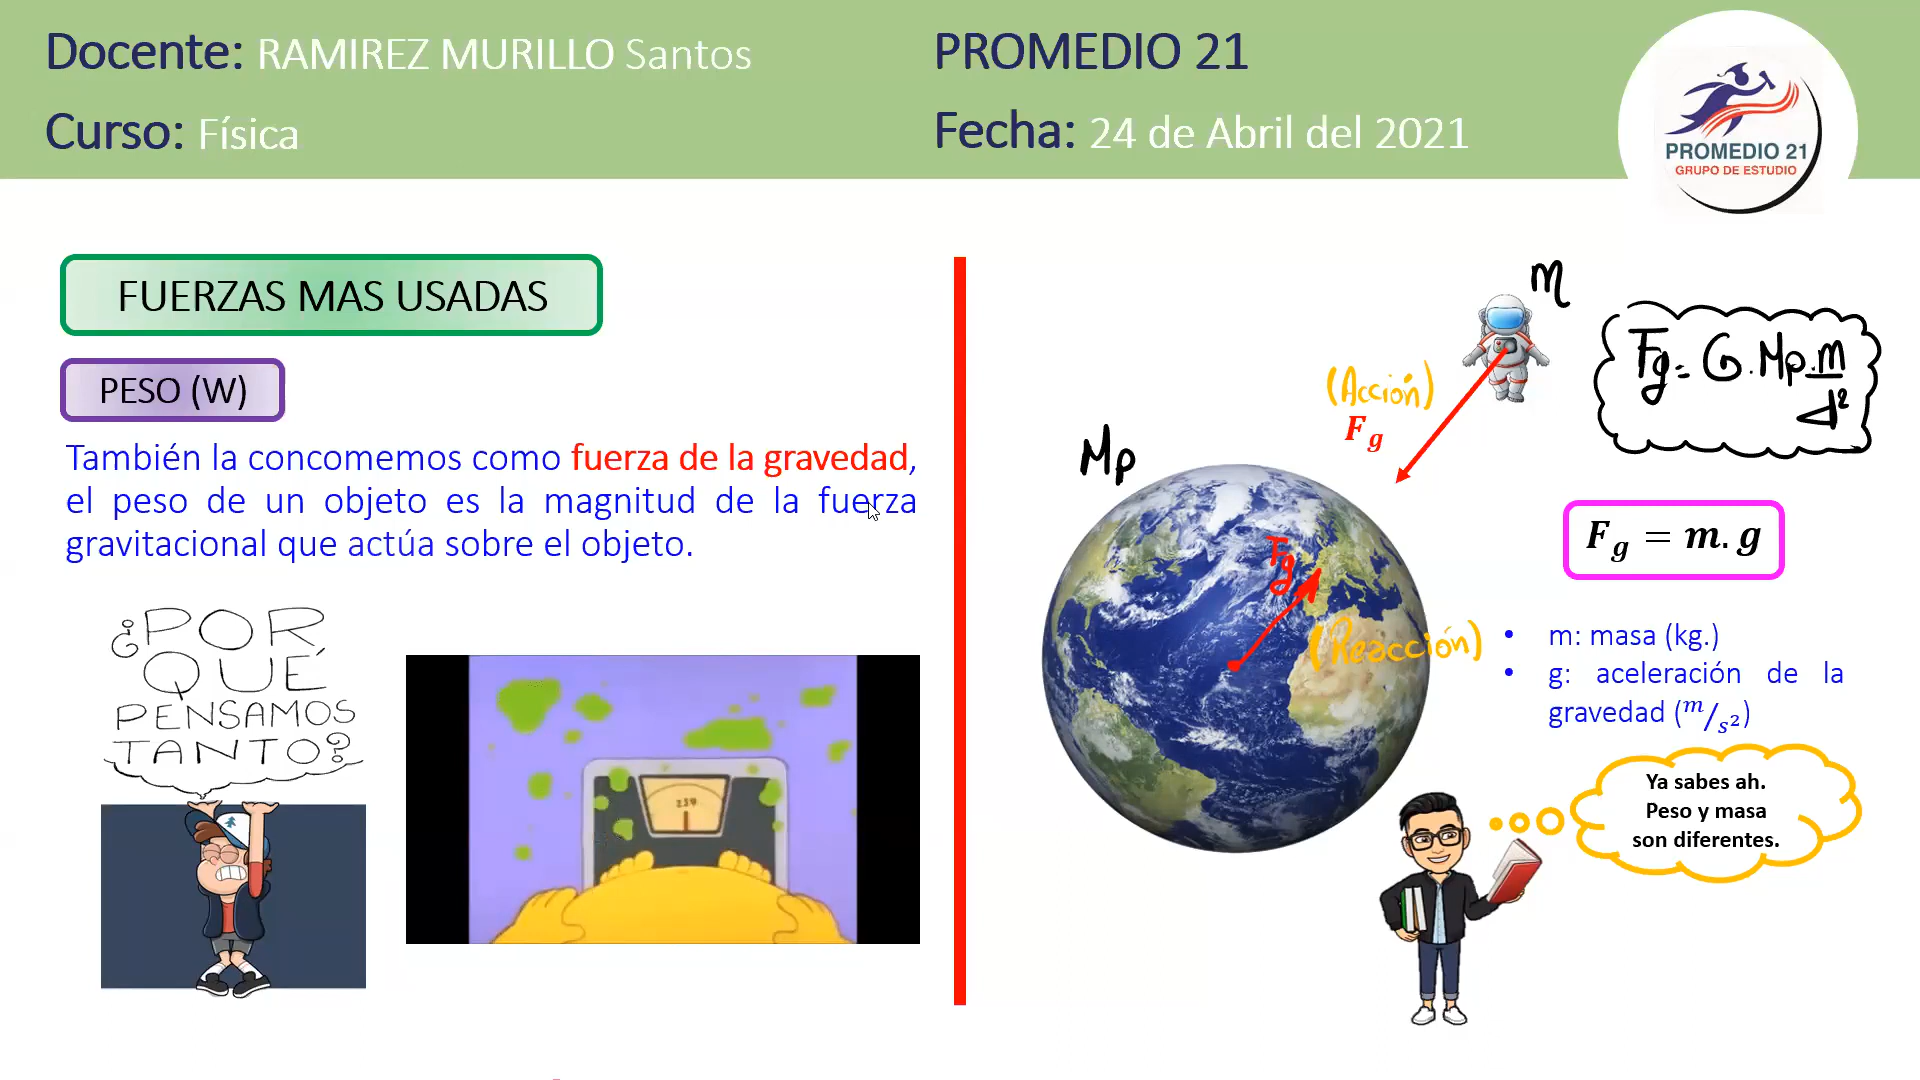 Docente: RAMIREZ MURILLO Santos
Curso: Física
PROMEDIO 21
Fecha: 24 de Abril del 2021
PROMEDIO 21
GRUPO DE ESTUDIO
FUERZAS MAS USADAS
PESO (W)
También la concomemos como fuerza de la gravedad,
el peso de un objeto es la magnitud de la fuerza
gravitacional que actúa sobre el objeto.
¿POR
QUÉ
PENSAMOS
TANTO?
239
m
(Acción)
Fg
Mp
Fg
(Reacción)
Fg = G.Mp.m/d²
Fg = m.g
• m: masa (kg.)
• g: aceleración de la
gravedad (m/s²)
Ya sabes ah.
Peso y masa
son diferentes.